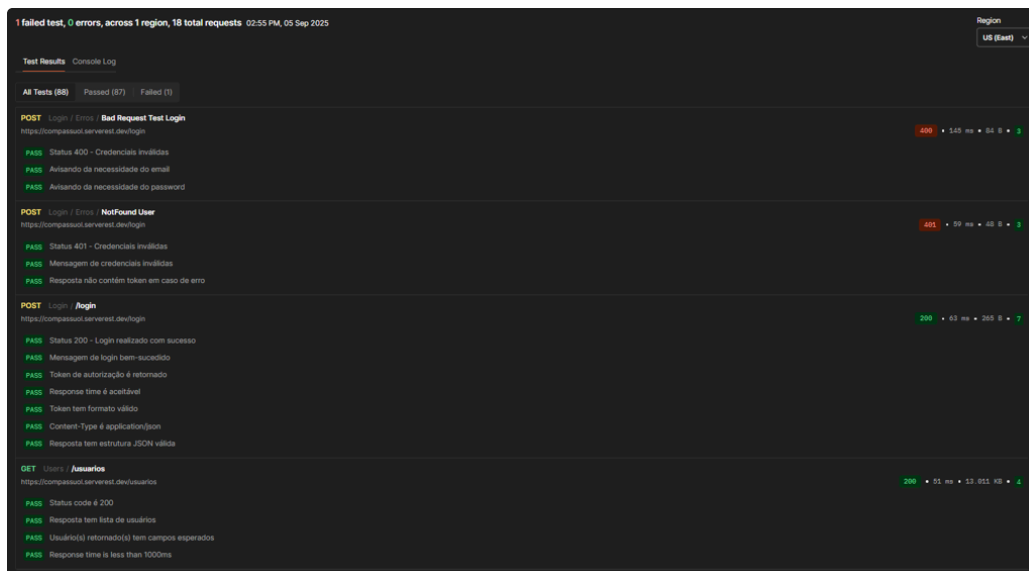 1 failed test, 0 errors, across 1 region, 18 total requests 02:55 PM, 05 Sep 2025
Region
US (East)
Test Results Console Log
All Tests (88) Passed (87) Failed (1)
POST Login / Erros / Bad Request Test Login
https://compassuol.serverest.dev/login
400 • 145 ms • 84 B • 3
PASS Status 400 - Credenciais inválidas
PASS Avisando da necessidade do email
PASS Avisando da necessidade do password
POST Login / Erros / NotFound User
https://compassuol.serverest.dev/login
401 • 59 ms • 48 B • 3
PASS Status 401 - Credenciais inválidas
PASS Mensagem de credenciais inválidas
PASS Resposta não contém token em caso de erro
POST Login / /login
https://compassuol.serverest.dev/login
200 • 63 ms • 265 B • 7
PASS Status 200 - Login realizado com sucesso
PASS Mensagem de login bem-sucedido
PASS Token de autorização é retornado
PASS Response time é aceitável
PASS Token tem formato válido
PASS Content-Type é application/json
PASS Resposta tem estrutura JSON válida
GET Users / /usuarios
https://compassuol.serverest.dev/usuarios
200 • 51 ms • 13.011 KB • 4
PASS Status code é 200
PASS Resposta tem lista de usuários
PASS Usuário(s) retornado(s) tem campos esperados
PASS Response time is less than 1000ms